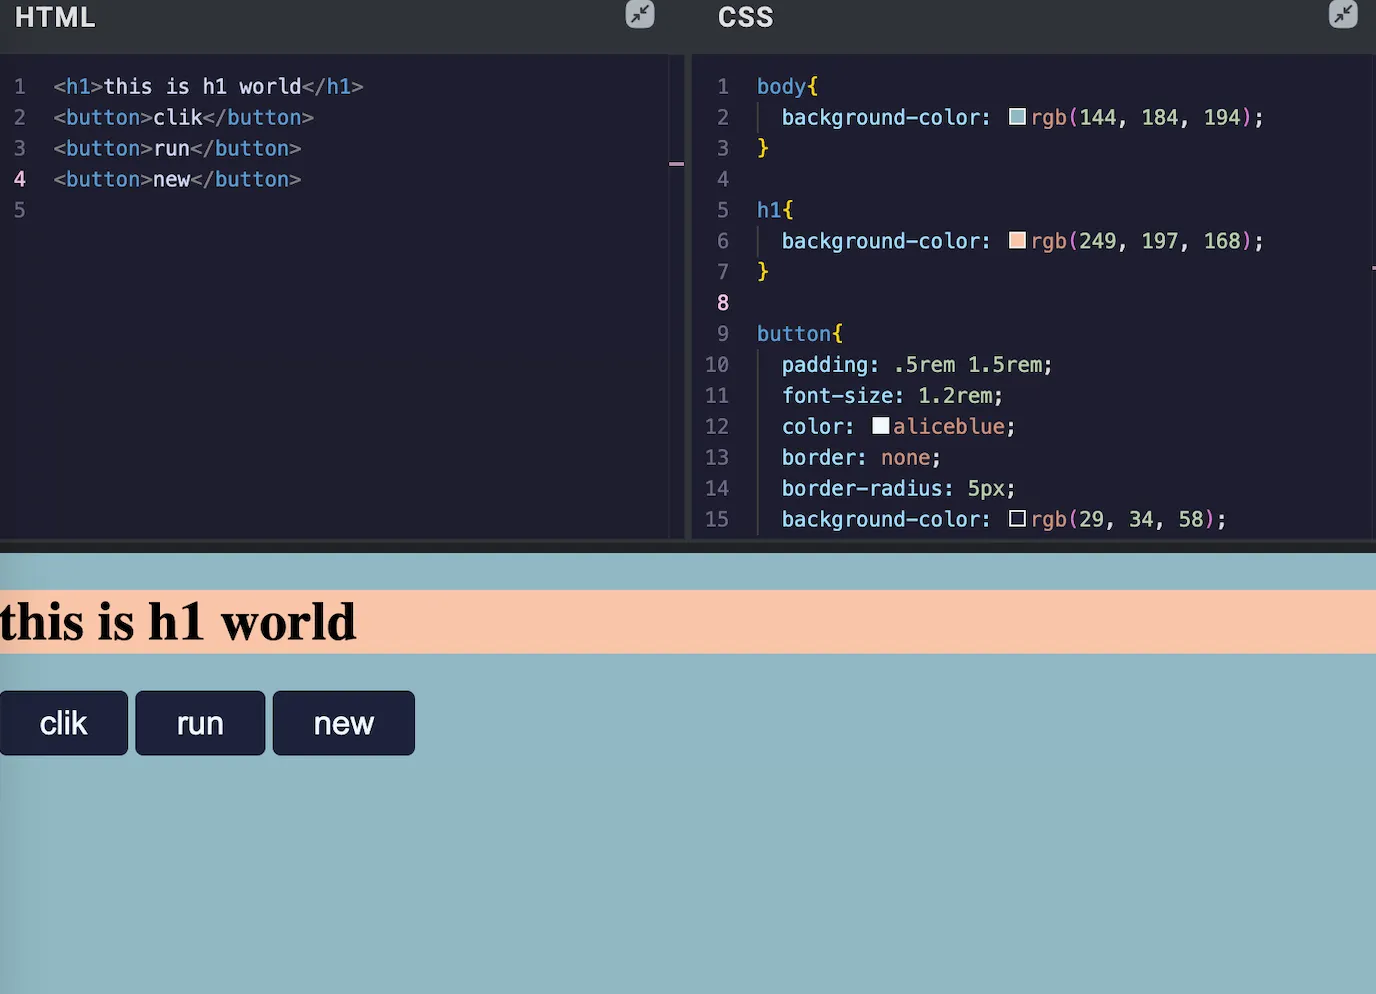 HTML
1 <h1>this is h1 world</h1>
2 <button>clik</button>
3 <button>run</button>
4 <button>new</button>
5
CSS
1 body{
2 background-color: rgb(144, 184, 194);
3 }
4
5 h1{
6 background-color: rgb(249, 197, 168);
7 }
8
9 button{
10 padding: .5rem 1.5rem;
11 font-size: 1.2rem;
12 color: aliceblue;
13 border: none;
14 border-radius: 5px;
15 background-color: rgb(29, 34, 58);
this is h1 world
clik run new